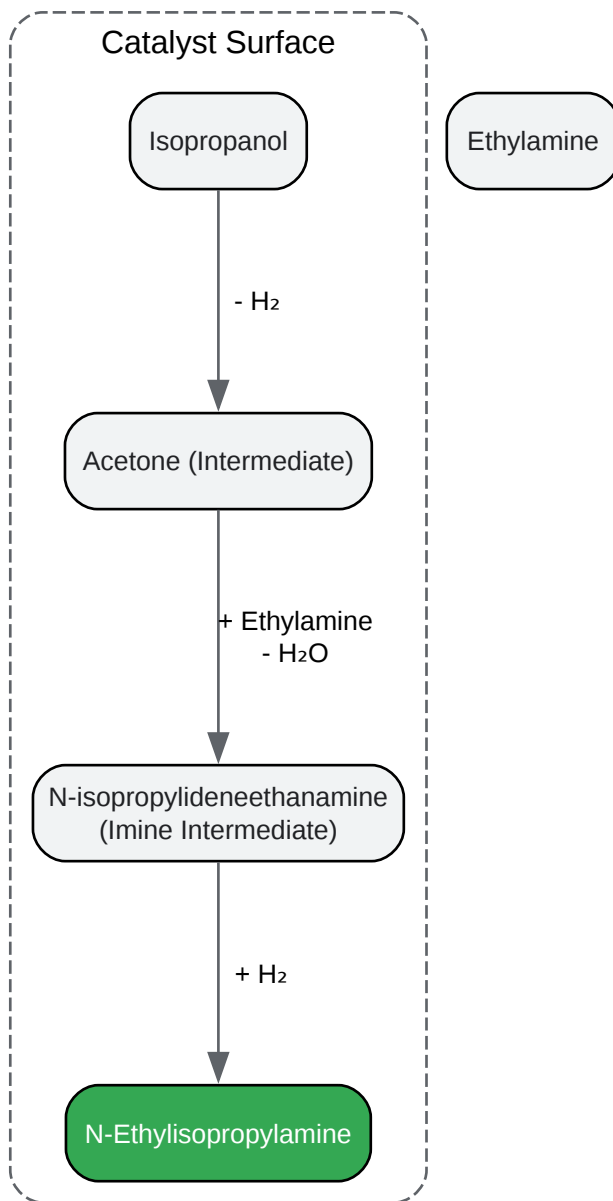 Catalyst Surface
Isopropanol
Ethylamine
- H₂
Acetone (Intermediate)
+ Ethylamine
- H₂O
N-isopropylideneethanamine
(Imine Intermediate)
+ H₂
N-Ethylisopropylamine